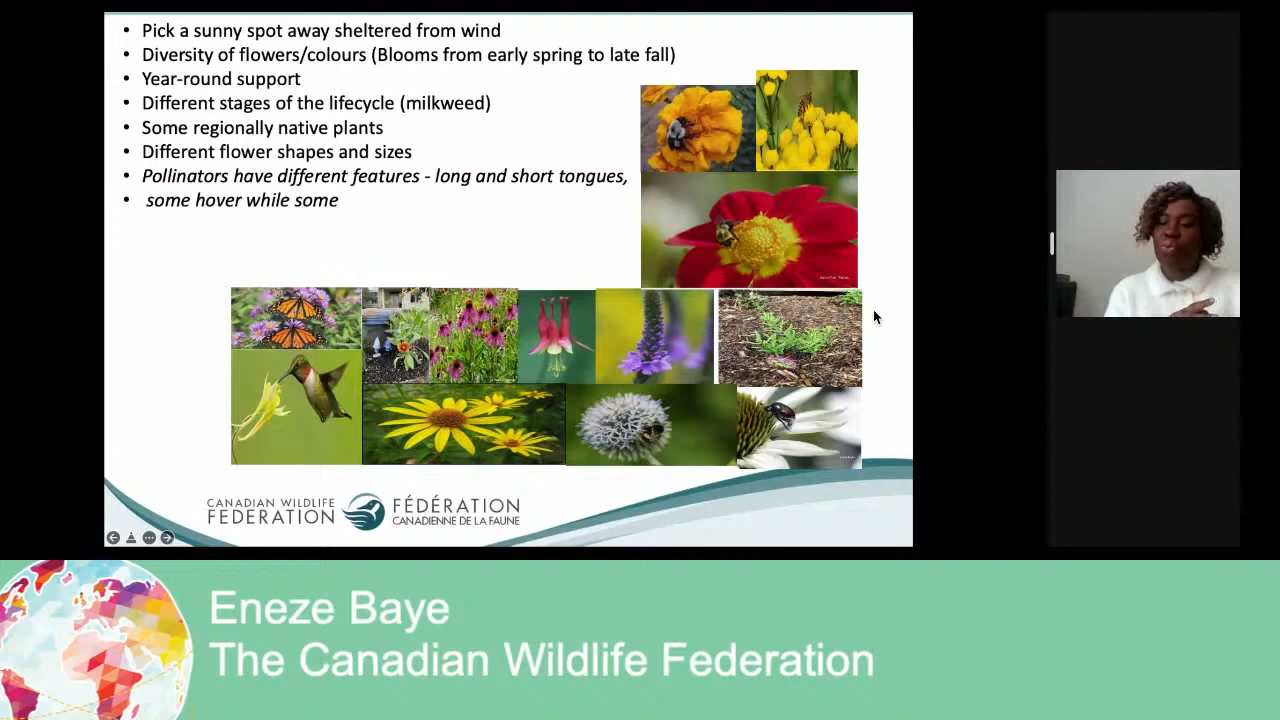 • Pick a sunny spot away sheltered from wind
• Diversity of flowers/colours (Blooms from early spring to late fall)
• Year-round support
• Different stages of the lifecycle (milkweed)
• Some regionally native plants
• Different flower shapes and sizes
• Pollinators have different features - long and short tongues,
• some hover while some
CANADIAN WILDLIFE
FEDERATION
FÉDÉRATION
CANADIENNE DE LA FAUNE
Eneze Baye
The Canadian Wildlife Federation